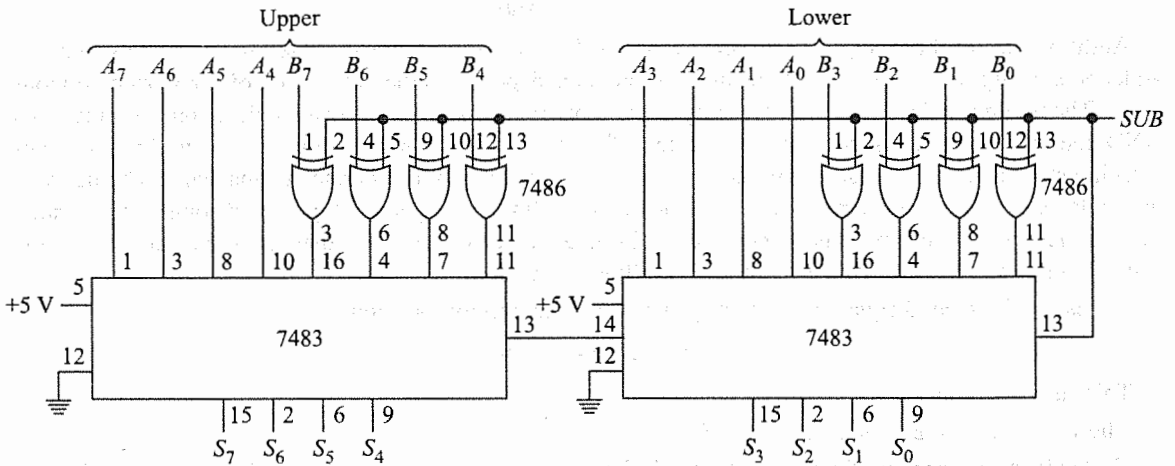 Upper Lower
A7 A6 A5 A4 B7 B6 B5 B4 A3 A2 A1 A0 B3 B2 B1 B0
SUB
1 2 4 5 9 10 12 13 1 2 4 5 9 10 12 13
7486 7486
3 6 8 11 3 6 8 11
1 3 8 10 16 4 7 11 1 3 8 10 16 4 7 11
5 5
+5 V +5 V
13 14 13
7483 7483
12 12
15 2 6 9 15 2 6 9
S7 S6 S5 S4 S3 S2 S1 S0